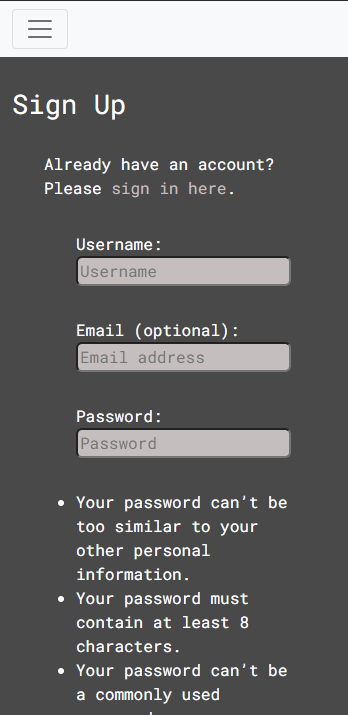 Sign Up
Already have an account?
Please sign in here.
Username:
Username
Email (optional):
Email address
Password:
Password
Your password can't be
too similar to your
other personal
information.
Your password must
contain at least 8
characters.
Your password can't be
a commonly used